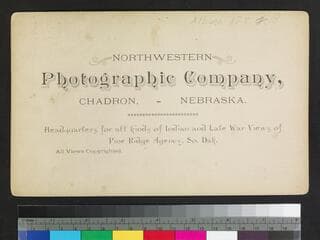 NORTHWESTERN
Photographic Company,
CHADRON, - NEBRASKA.
Headquarters for all kinds of Indian and Late War Views of
Pine Ridge Agency, So. Dak.
All Views Copyrighted.